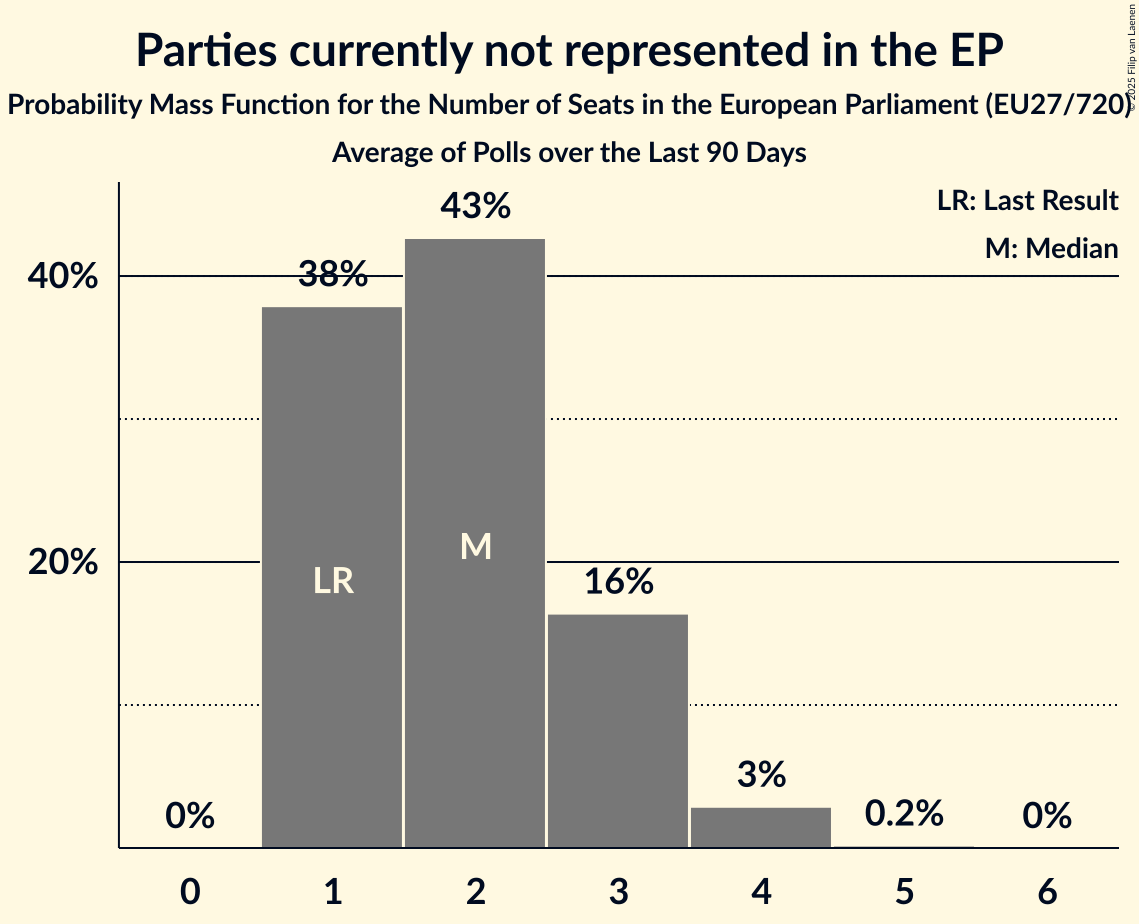 Parties currently not represented in the EP
Probability Mass Function for the Number of Seats in the European Parliament (EU27/720)
Average of Polls over the Last 90 Days
© 2025 Filip van Laenen
LR: Last Result
M: Median
43%
40%
38%
M
20%
LR
16%
3%
0%
0.2%
0%
0 1 2 3 4 5 6